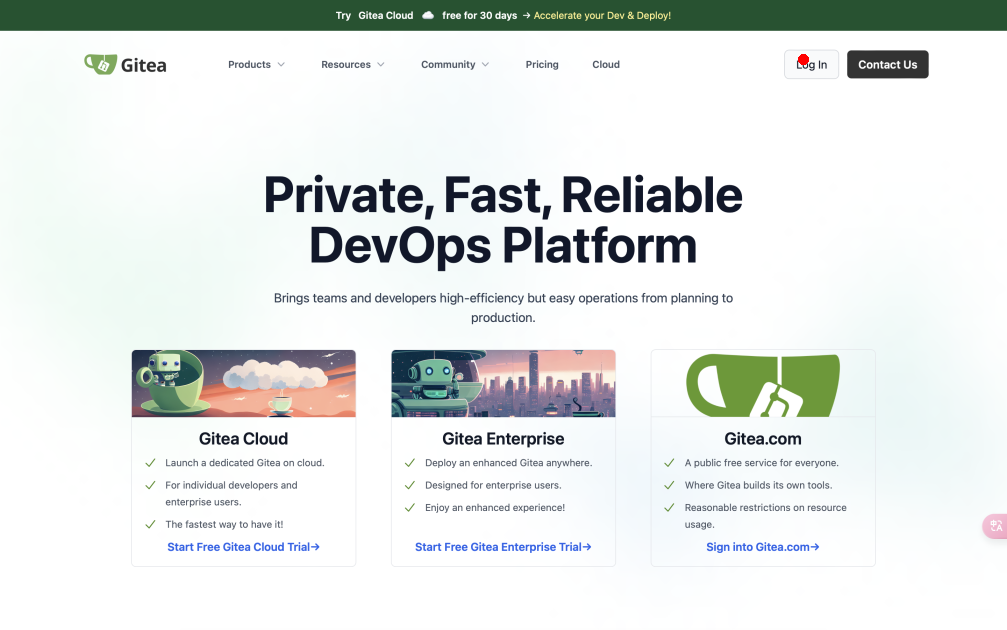 Try Gitea Cloud ☁ free for 30 days → Accelerate your Dev & Deploy!
Gitea
Products
Resources
Community
Pricing
Cloud
Log In
Contact Us
Private, Fast, Reliable
DevOps Platform
Brings teams and developers high-efficiency but easy operations from planning to
production.
Gitea Cloud
Launch a dedicated Gitea on cloud.
For individual developers and
enterprise users.
The fastest way to have it!
Start Free Gitea Cloud Trial→
Gitea Enterprise
Deploy an enhanced Gitea anywhere.
Designed for enterprise users.
Enjoy an enhanced experience!
Start Free Gitea Enterprise Trial→
Gitea.com
A public free service for everyone.
Where Gitea builds its own tools.
Reasonable restrictions on resource
usage.
Sign into Gitea.com→